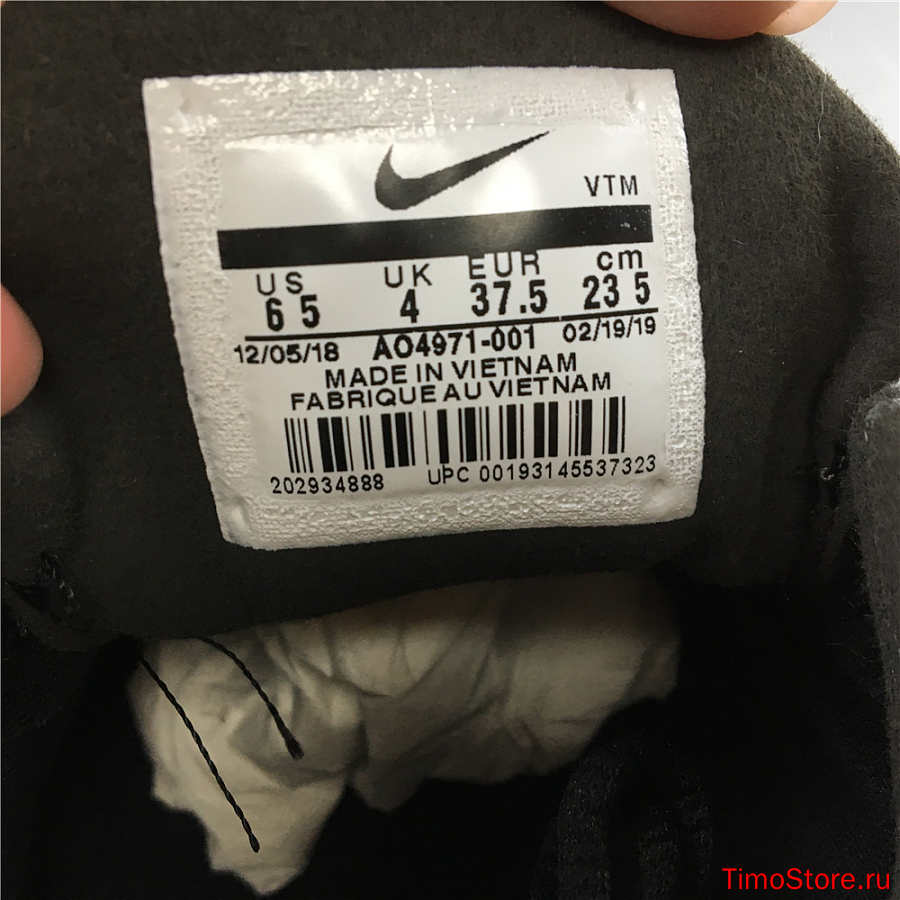 VTM
US UK EUR cm
6 5 4 37.5 23 5
12/05/18 AO4971-001 02/19/19
MADE IN VIETNAM
FABRIQUE AU VIETNAM
202934888 UPC 00193145537323
TimoStore.ru